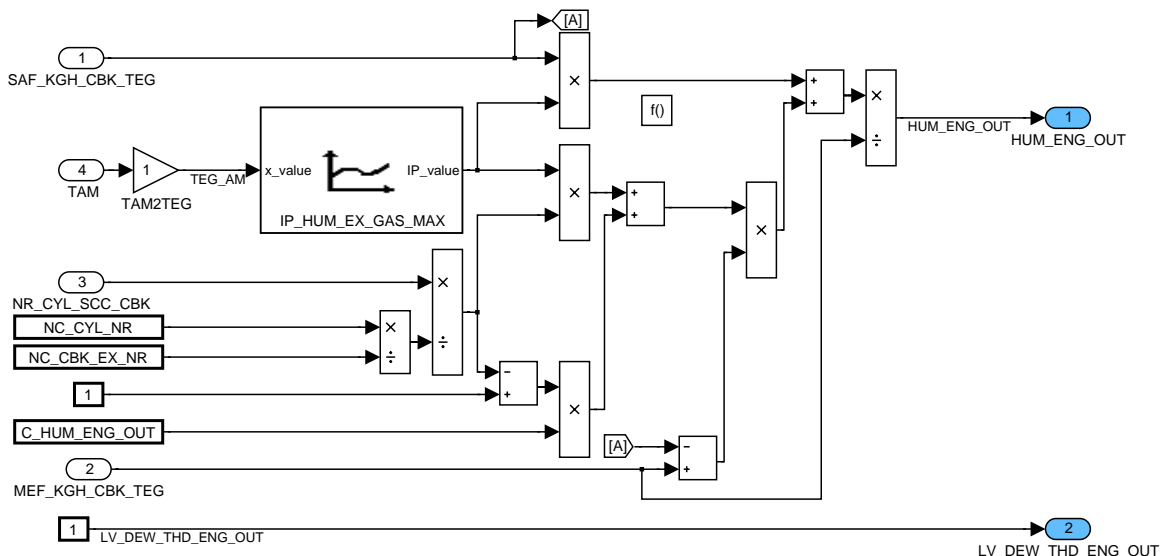 [A]
1
SAF_KGH_CBK_TEG
×
+
+
×
÷
f()
HUM_ENG_OUT
1
HUM_ENG_OUT
4
TAM
1
TAM2TEG
TEG_AM
x_value
IP_value
IP_HUM_EX_GAS_MAX
×
+
+
×
3
NR_CYL_SCC_CBK
×
÷
NC_CYL_NR
NC_CBK_EX_NR
×
÷
1
−
+
×
C_HUM_ENG_OUT
[A]
−
+
2
MEF_KGH_CBK_TEG
1
LV_DEW_THD_ENG_OUT
2
LV_DEW_THD_ENG_OUT